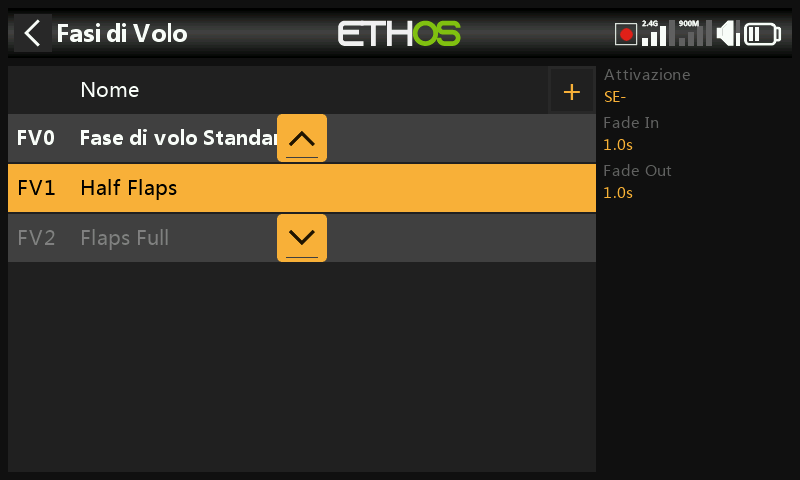 Fasi di Volo
ETHOS
2.4G
900M
Nome
+
FV0 Fase di volo Standar
FV1 Half Flaps
FV2 Flaps Full
Attivazione
SE-
Fade In
1.0s
Fade Out
1.0s